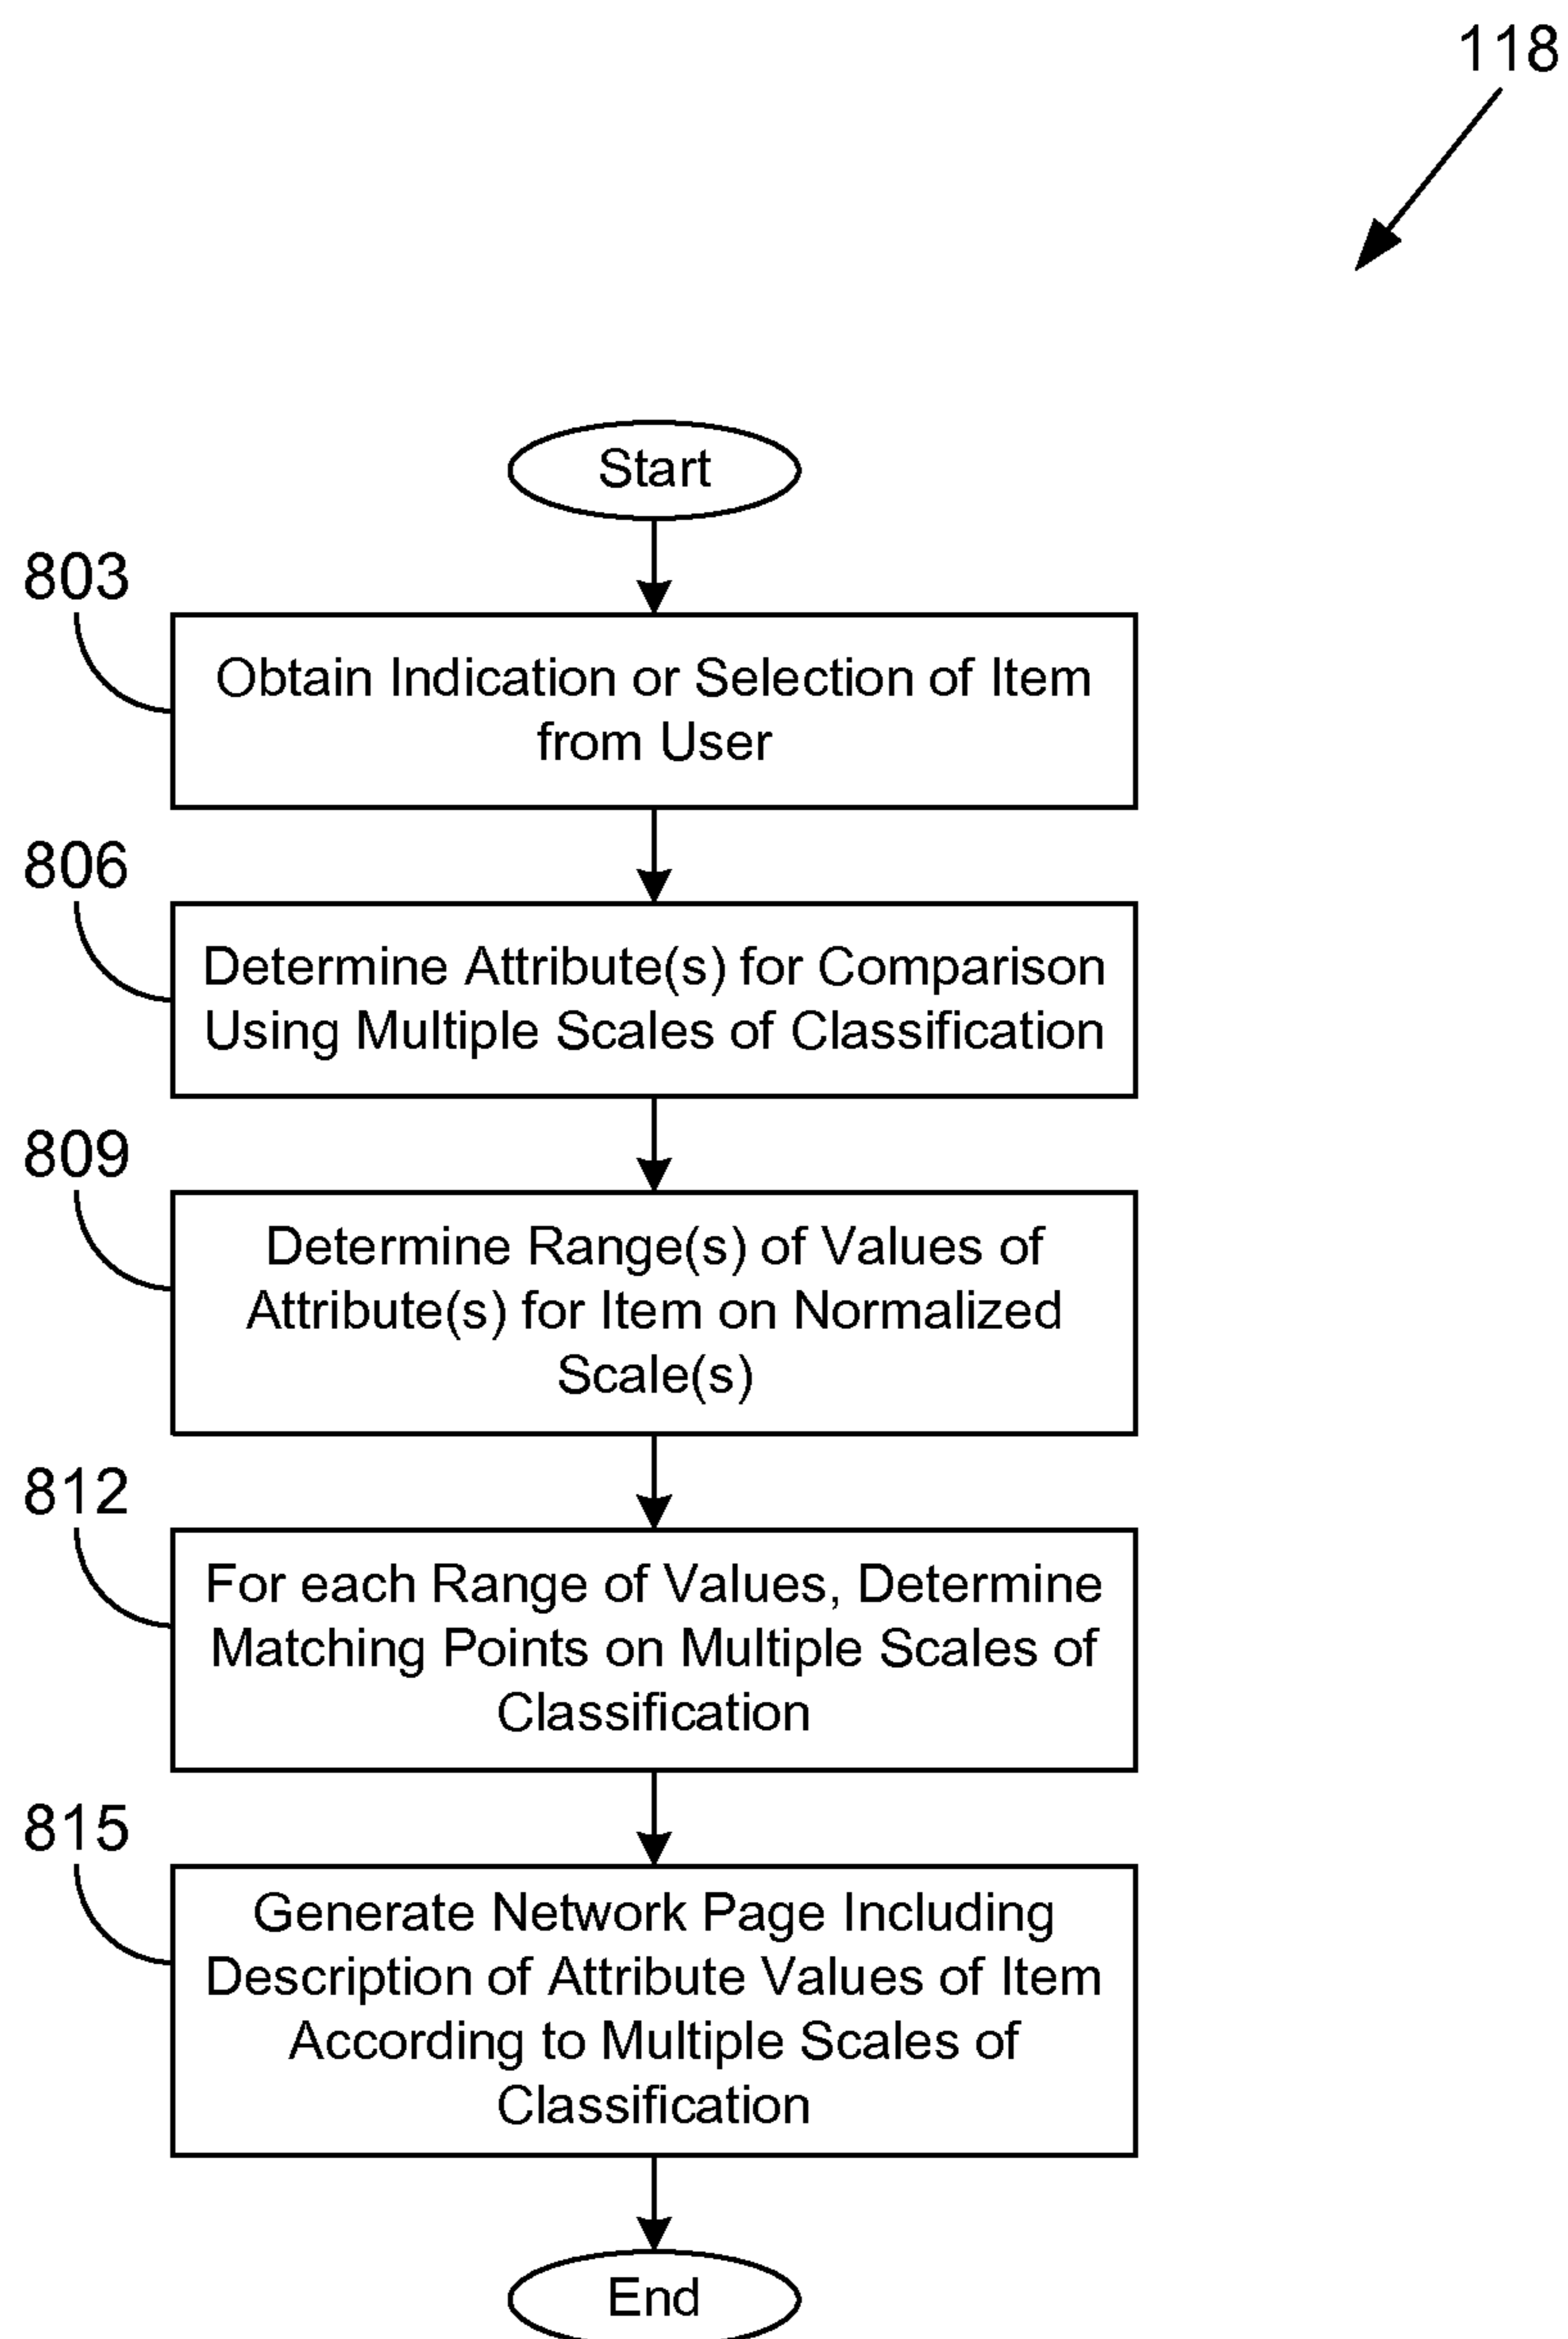 118
Start
803
Obtain Indication or Selection of Item
from User
806
Determine Attribute(s) for Comparison
Using Multiple Scales of Classification
809
Determine Range(s) of Values of
Attribute(s) for Item on Normalized
Scale(s)
812
For each Range of Values, Determine
Matching Points on Multiple Scales of
Classification
815
Generate Network Page Including
Description of Attribute Values of Item
According to Multiple Scales of
Classification
End